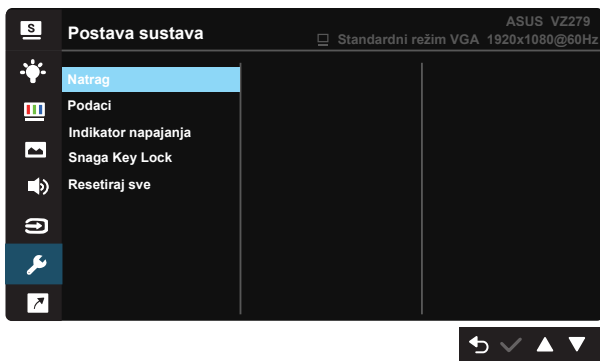 S
Postava sustava
ASUS VZ279
Standardni režim VGA 1920x1080@60Hz
Natrag
Podaci
Indikator napajanja
Snaga Key Lock
Resetiraj sve